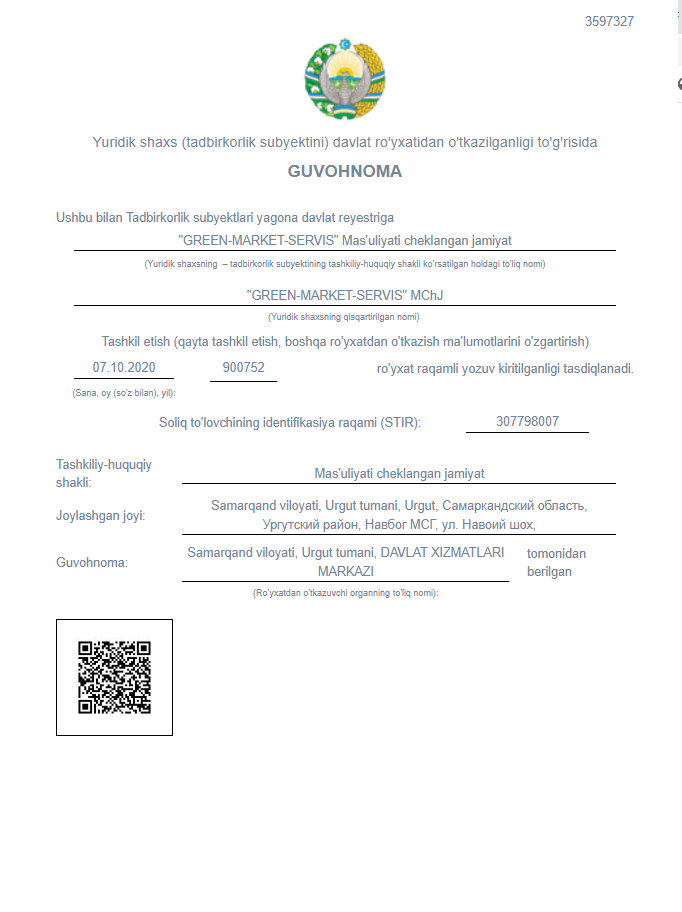 3597327
Yuridik shaxs (tadbirkorlik subyektini) davlat ro'yxatidan o'tkazilganligi to'g'risida
GUVOHNOMA
Ushbu bilan Tadbirkorlik subyektlari yagona davlat reyestriga
"GREEN-MARKET-SERVIS" Mas'uliyati cheklangan jamiyat
(Yuridik shaxsning – tadbirkorlik subyektining tashkiliy-huquqiy shakli ko'rsatilgan holdagi to'liq nomi)
"GREEN-MARKET-SERVIS" MChJ
(Yuridik shaxsning qisqartirilgan nomi)
Tashkil etish (qayta tashkil etish, boshqa ro'yxatdan o'tkazish ma'lumotlarini o'zgartirish)
07.10.2020 900752 ro'yxat raqamli yozuv kiritilganligi tasdiqlanadi.
(Sana, oy (so'z bilan), yil):
Soliq to'lovchining identifikasiya raqami (STIR): 307798007
Tashkiliy-huquqiy
shakli:
Mas'uliyati cheklangan jamiyat
Joylashgan joyi:
Samarqand viloyati, Urgut tumani, Urgut, Самаркандский область,
Ургутский район, Навбог МСГ, ул. Навоий шох,
Guvohnoma:
Samarqand viloyati, Urgut tumani, DAVLAT XIZMATLARI
MARKAZI
tomonidan
berilgan
(Ro'yxatdan o'tkazuvchi organning to'liq nomi):